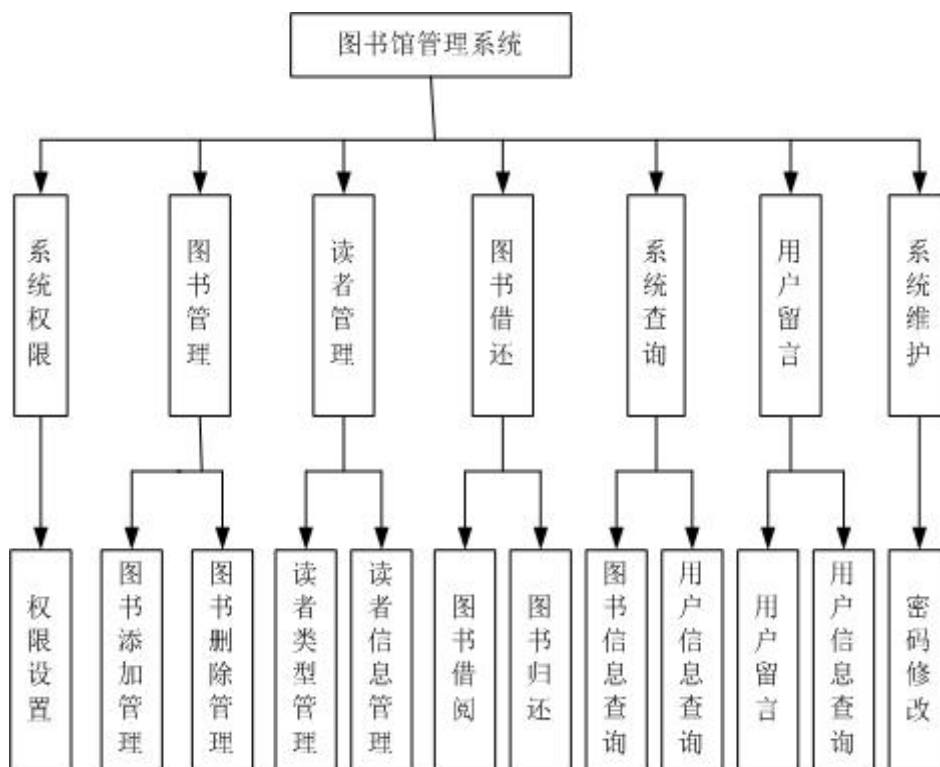 图书馆管理系统
系统权限
图书管理
读者管理
图书借还
系统查询
用户留言
系统维护
权限设置
图书添加管理
图书删除管理
读者类型管理
读者信息管理
图书借阅
图书归还
图书信息查询
用户信息查询
用户留言
用户信息查询
密码修改